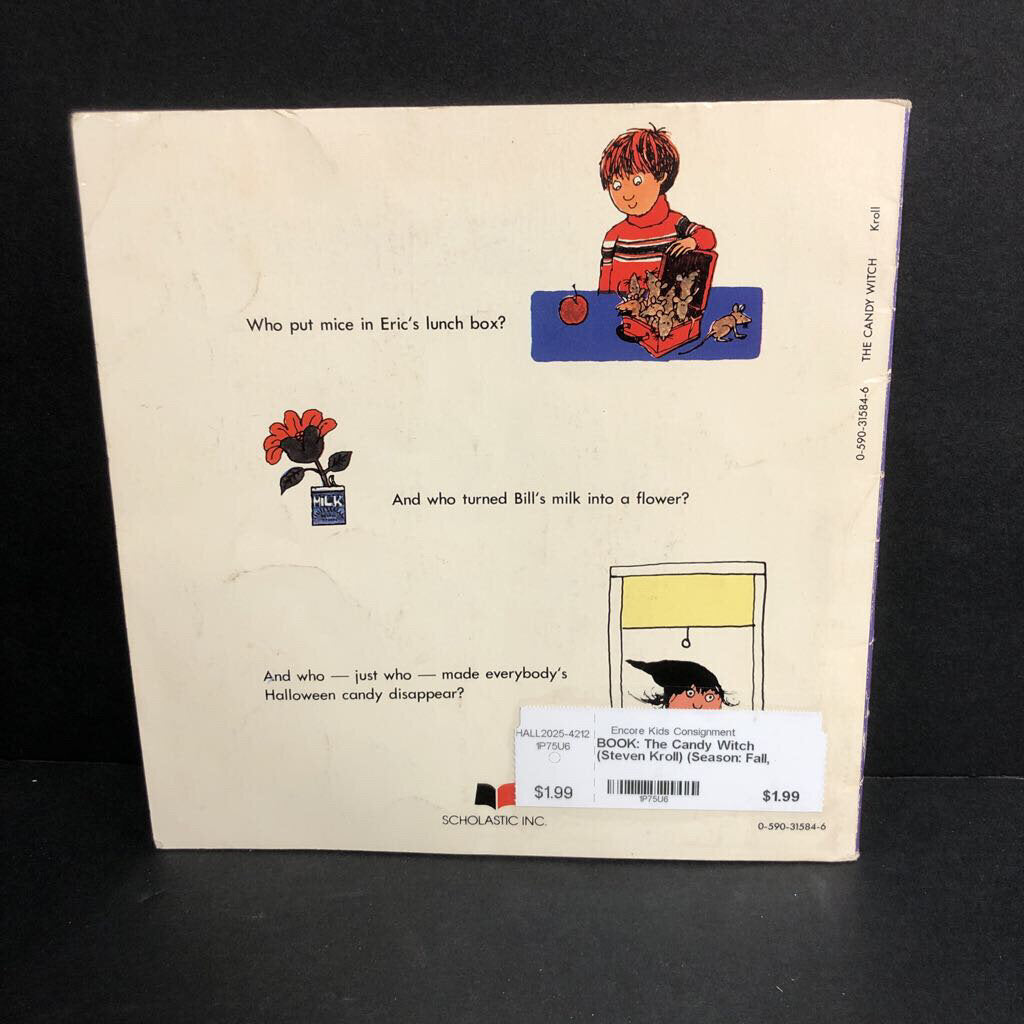 Who put mice in Eric's lunch box?
Kroll
THE CANDY WITCH
0-590-31584-6
MILK
And who turned Bill's milk into a flower?
And who — just who — made everybody's
Halloween candy disappear?
HALL2025-4212
1P75U6
$1.99
Encore Kids Consignment
BOOK: The Candy Witch
(Steven Kroll) (Season: Fall,
1P75U6
$1.99
SCHOLASTIC INC.
0-590-31584-6